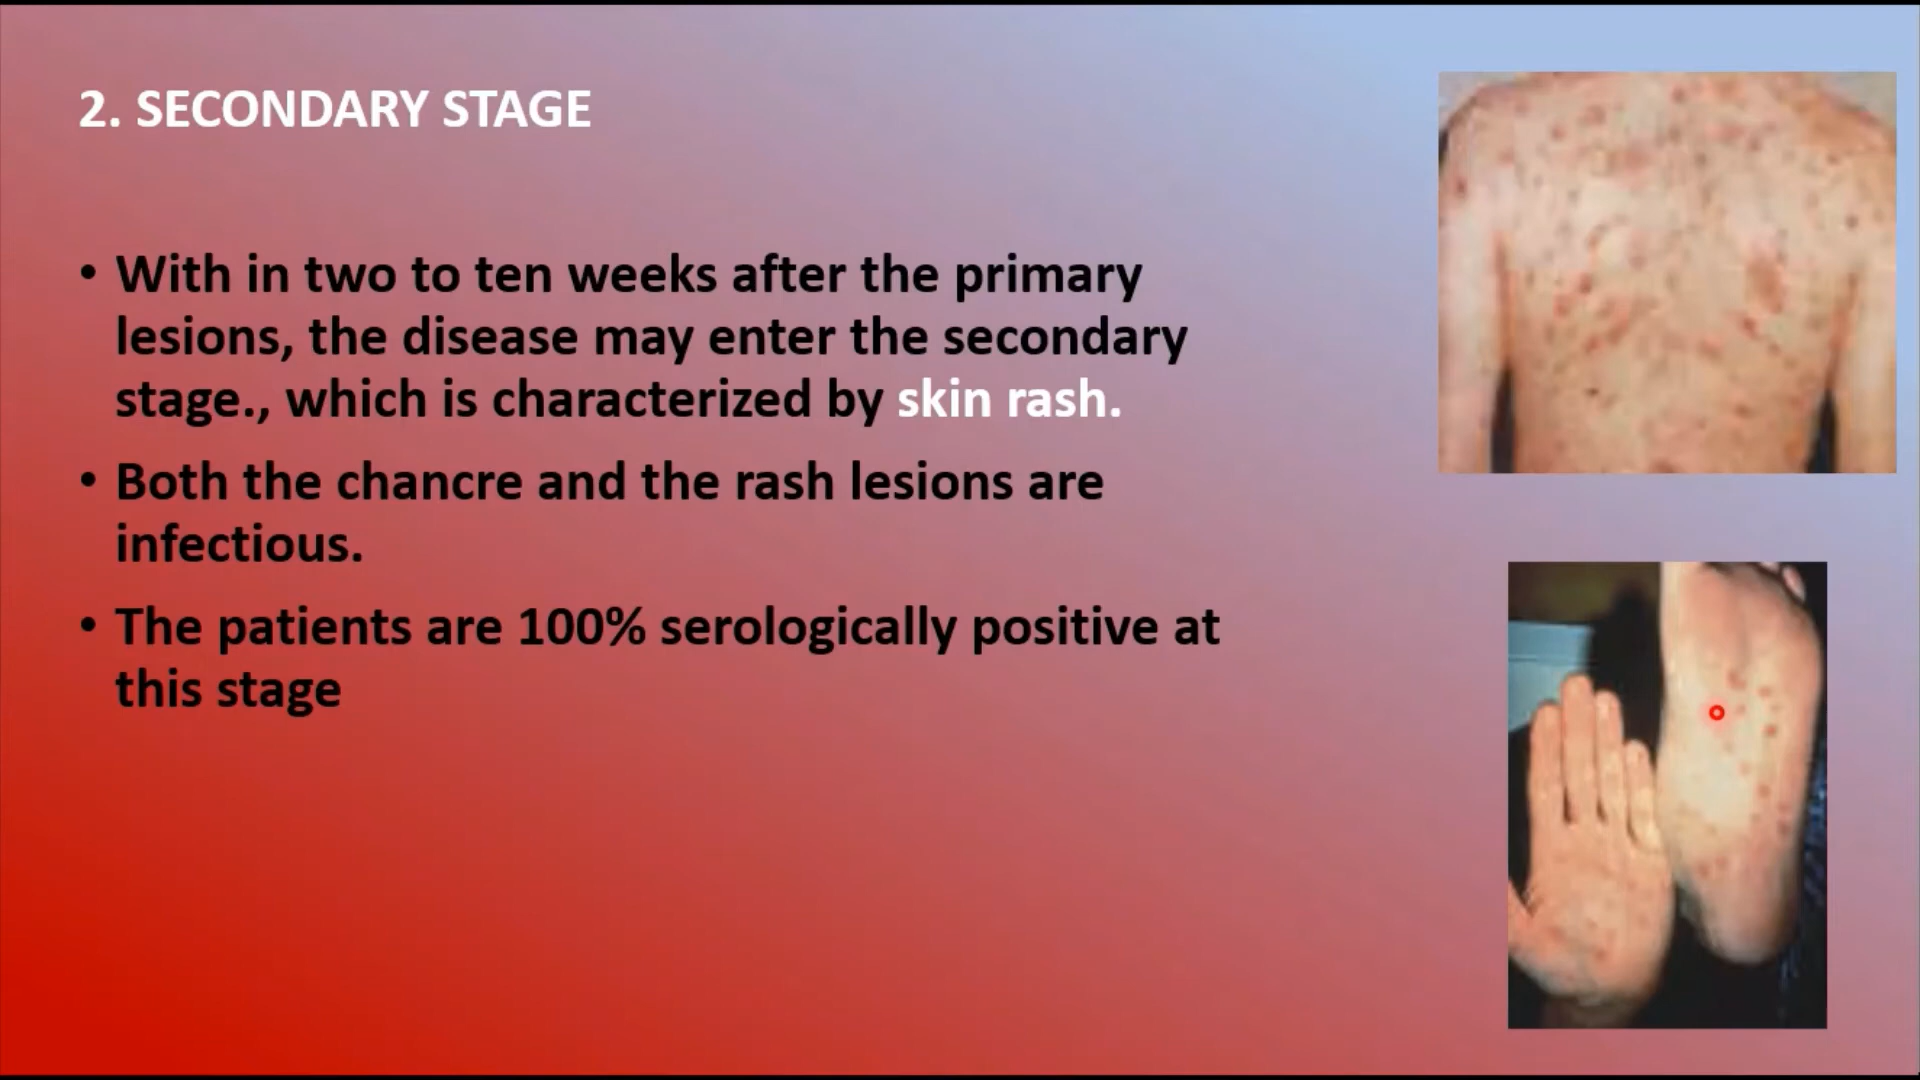 2. SECONDARY STAGE
• With in two to ten weeks after the primary
lesions, the disease may enter the secondary
stage., which is characterized by skin rash.
• Both the chancre and the rash lesions are
infectious.
• The patients are 100% serologically positive at
this stage